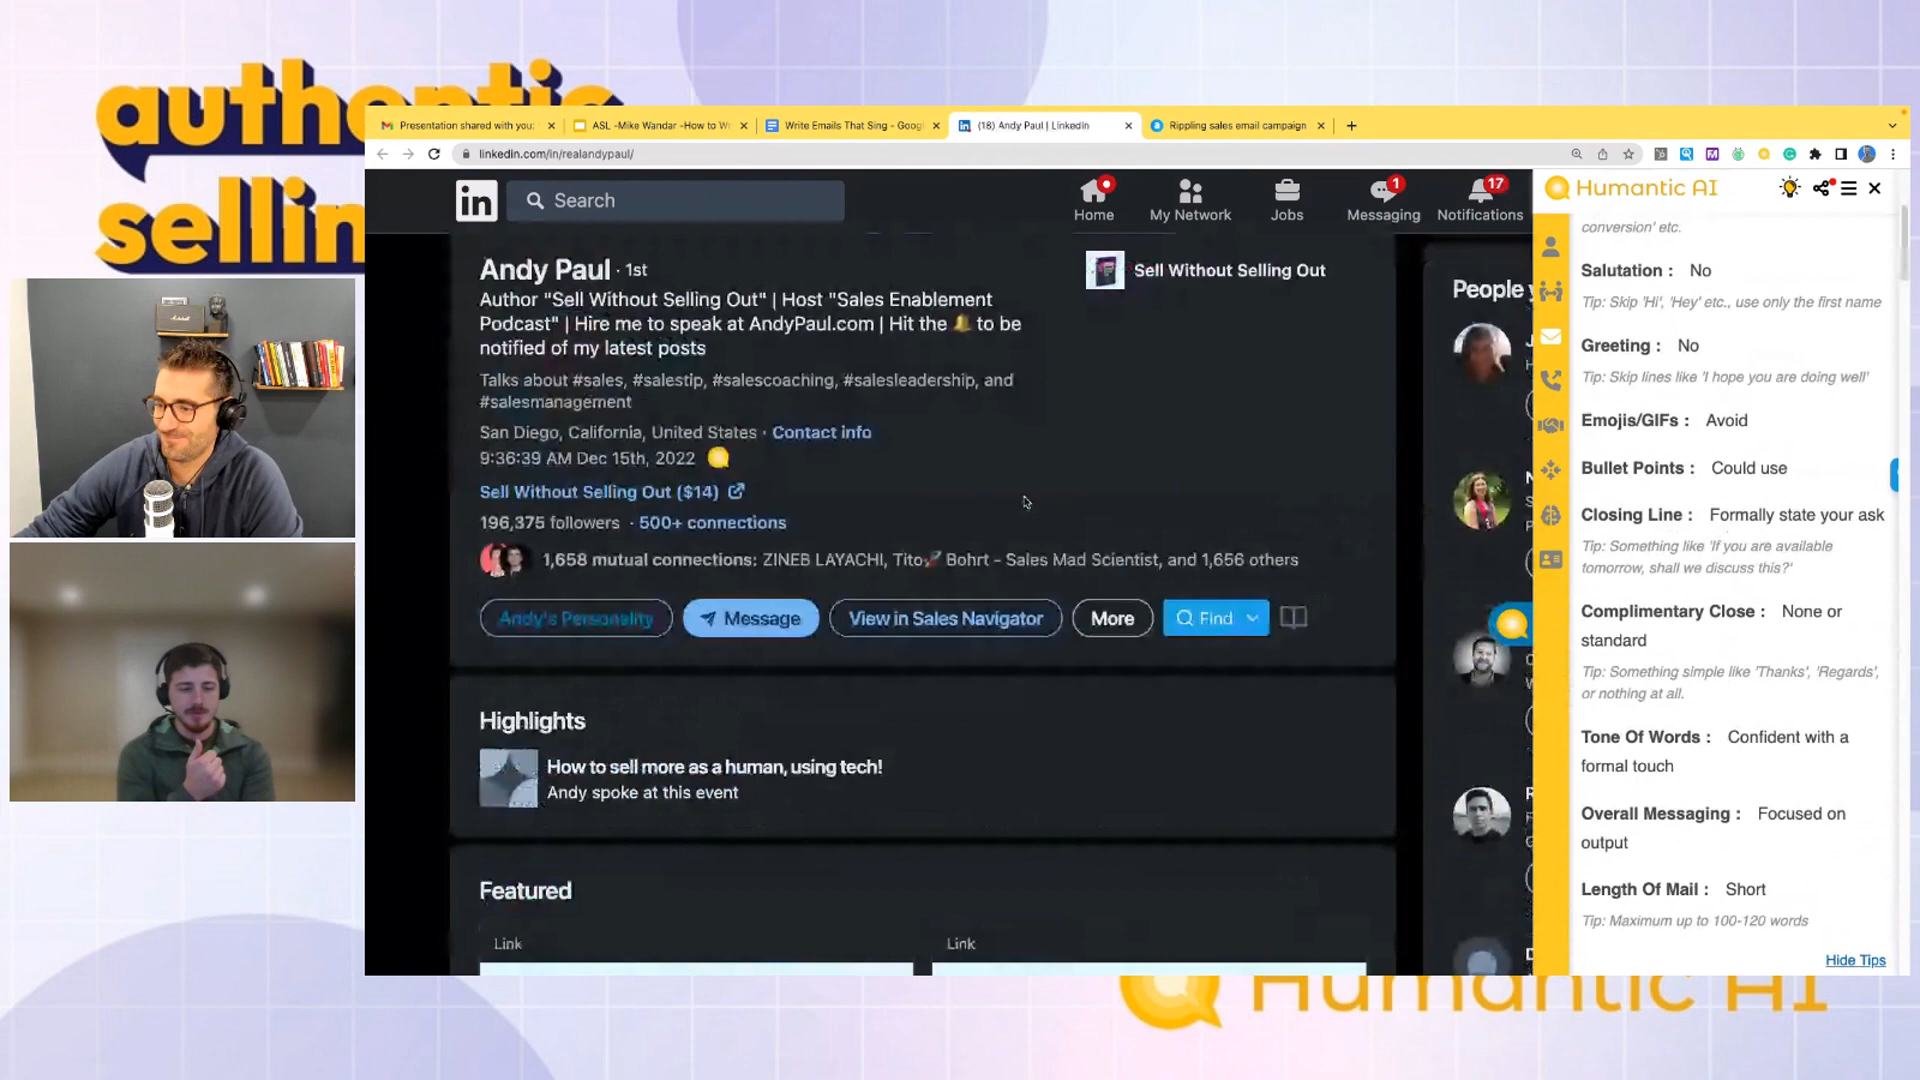 authentic
selling
Presentation shared with you:
ASL -Mike Wandar -How to Wr
Write Emails That Sing - Googl
(18) Andy Paul | LinkedIn
Rippling sales email campaign
linkedin.com/in/realandypaul/
in
Search
Home
My Network
Jobs
1
Messaging
17
Notifications
Andy Paul · 1st
Author "Sell Without Selling Out" | Host "Sales Enablement
Podcast" | Hire me to speak at AndyPaul.com | Hit the 🔔 to be
notified of my latest posts
Talks about #sales, #salestip, #salescoaching, #salesleadership, and
#salesmanagement
San Diego, California, United States · Contact info
9:36:39 AM Dec 15th, 2022
Sell Without Selling Out ($14)
196,375 followers · 500+ connections
1,658 mutual connections: ZINEB LAYACHI, Tito🚀 Bohrt - Sales Mad Scientist, and 1,656 others
Andy's Personality
Message
View in Sales Navigator
More
Find
Sell Without Selling Out
Highlights
How to sell more as a human, using tech!
Andy spoke at this event
Featured
Link
Link
People y
Humantic AI
conversion' etc.
Salutation : No
Tip: Skip 'Hi', 'Hey' etc., use only the first name
Greeting : No
Tip: Skip lines like 'I hope you are doing well'
Emojis/GIFs : Avoid
Bullet Points : Could use
Closing Line : Formally state your ask
Tip: Something like 'If you are available
tomorrow, shall we discuss this?'
Complimentary Close : None or
standard
Tip: Something simple like 'Thanks', 'Regards',
or nothing at all.
Tone Of Words : Confident with a
formal touch
Overall Messaging : Focused on
output
Length Of Mail : Short
Tip: Maximum up to 100-120 words
Hide Tips
Humantic AI